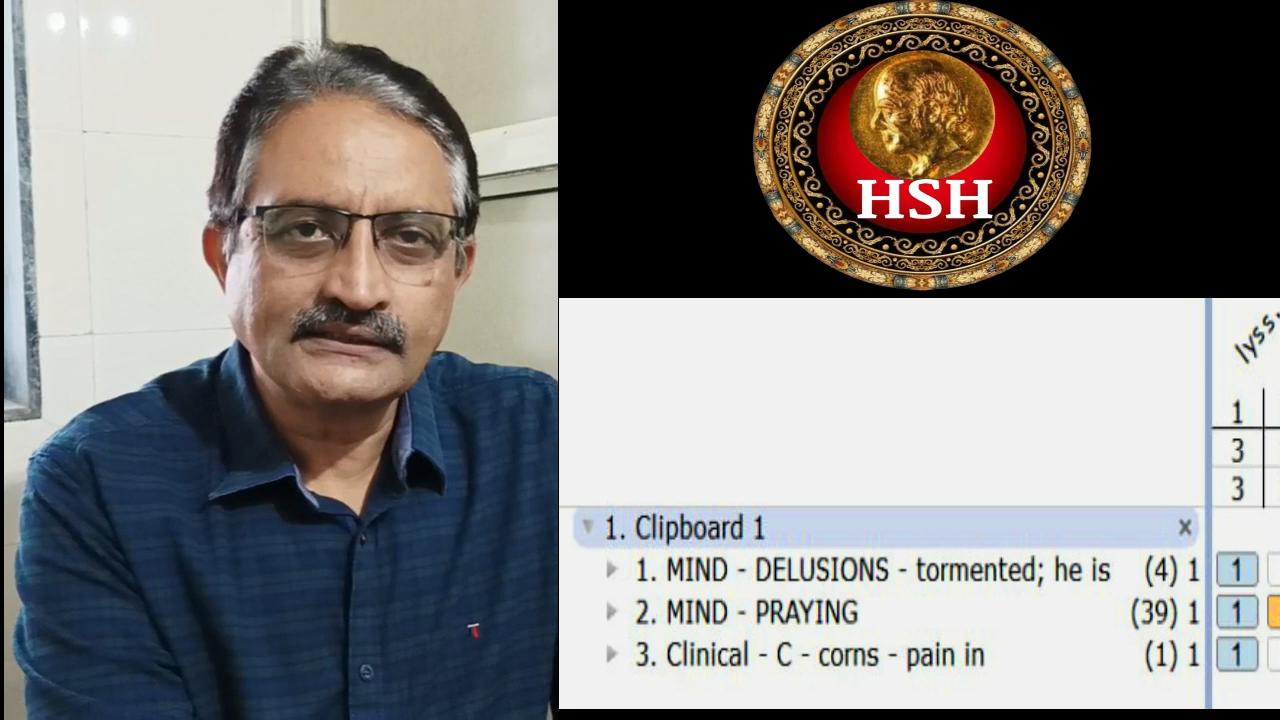 HSH
lyss.
1
3
3
1. Clipboard 1 x
1. MIND - DELUSIONS - tormented; he is (4) 1 1
2. MIND - PRAYING (39) 1 1
3. Clinical - C - corns - pain in (1) 1 1